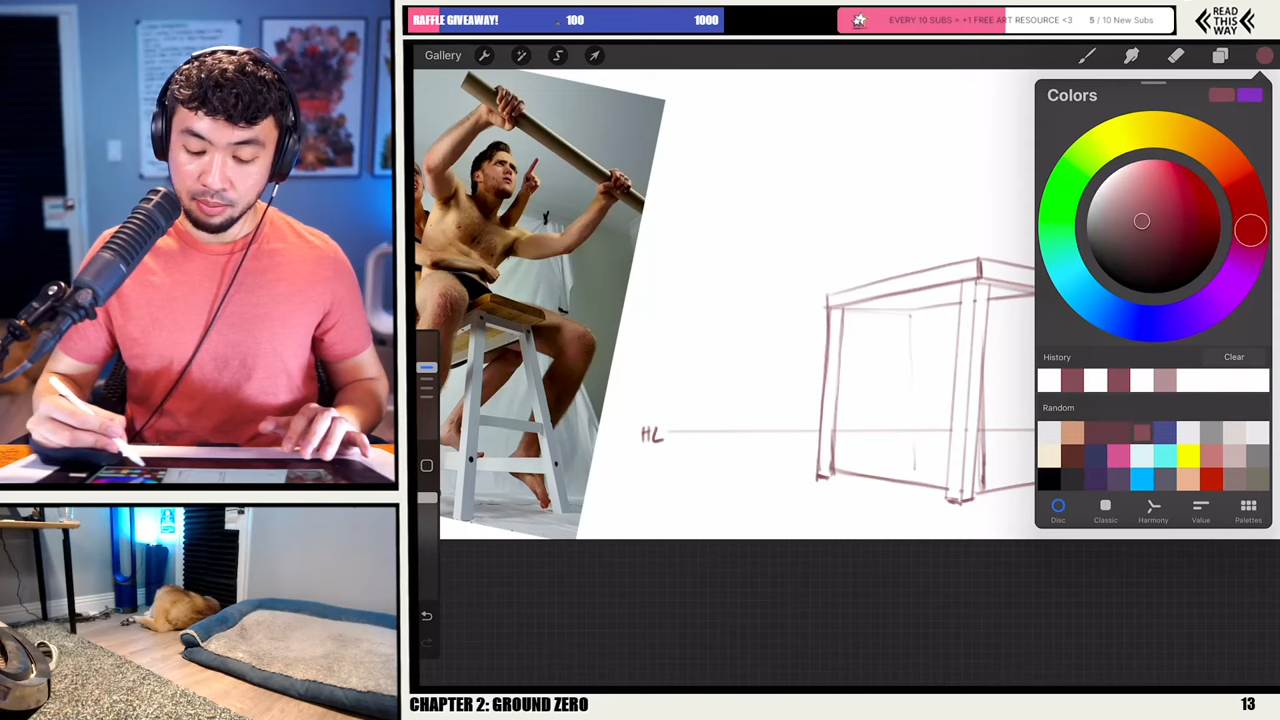 RAFFLE GIVEAWAY! 100 1000
EVERY 10 SUBS = +1 FREE ART RESOURCE <3 5 / 10 New Subs
READ
THIS
WAY
Gallery
Colors
History Clear
Random
HL
Disc Classic Harmony Value Palettes
CHAPTER 2: GROUND ZERO 13